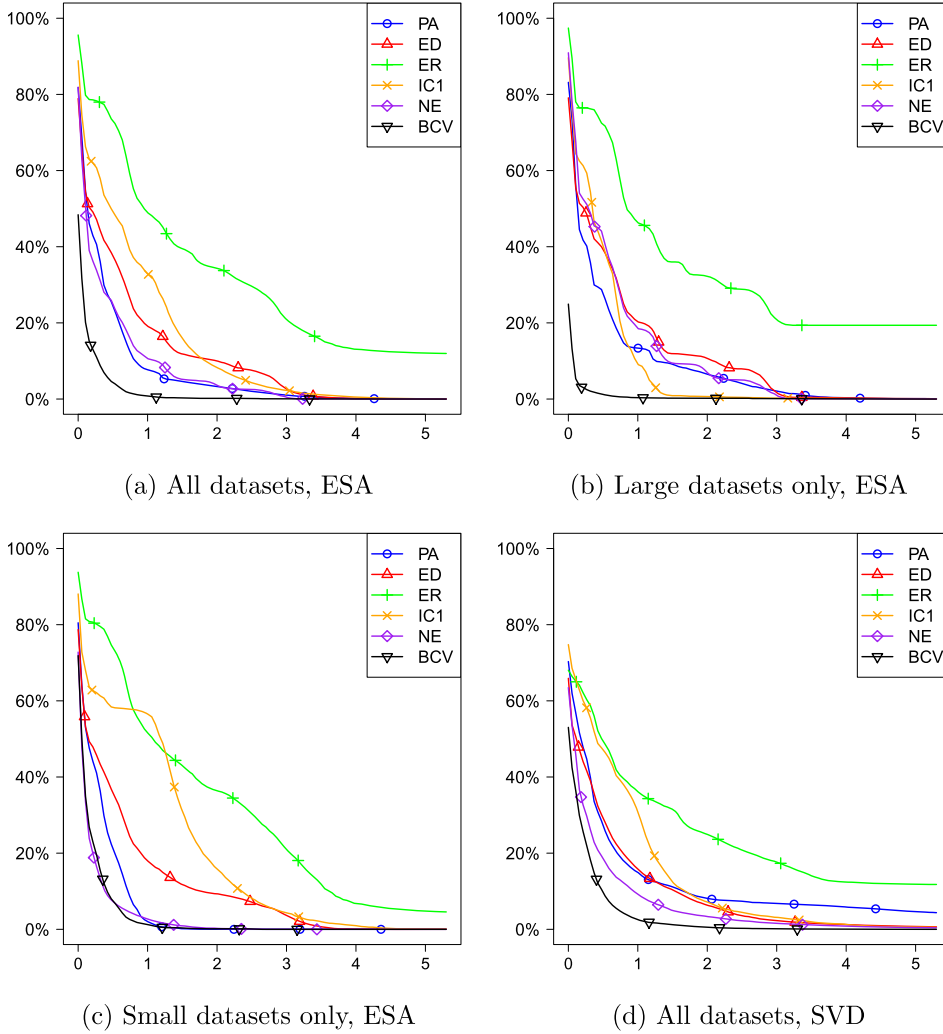 100%
80%
60%
40%
20%
0%
0 1 2 3 4 5
PA
ED
ER
IC1
NE
BCV
(a) All datasets, ESA
100%
80%
60%
40%
20%
0%
0 1 2 3 4 5
PA
ED
ER
IC1
NE
BCV
(b) Large datasets only, ESA
100%
80%
60%
40%
20%
0%
0 1 2 3 4 5
PA
ED
ER
IC1
NE
BCV
(c) Small datasets only, ESA
100%
80%
60%
40%
20%
0%
0 1 2 3 4 5
PA
ED
ER
IC1
NE
BCV
(d) All datasets, SVD